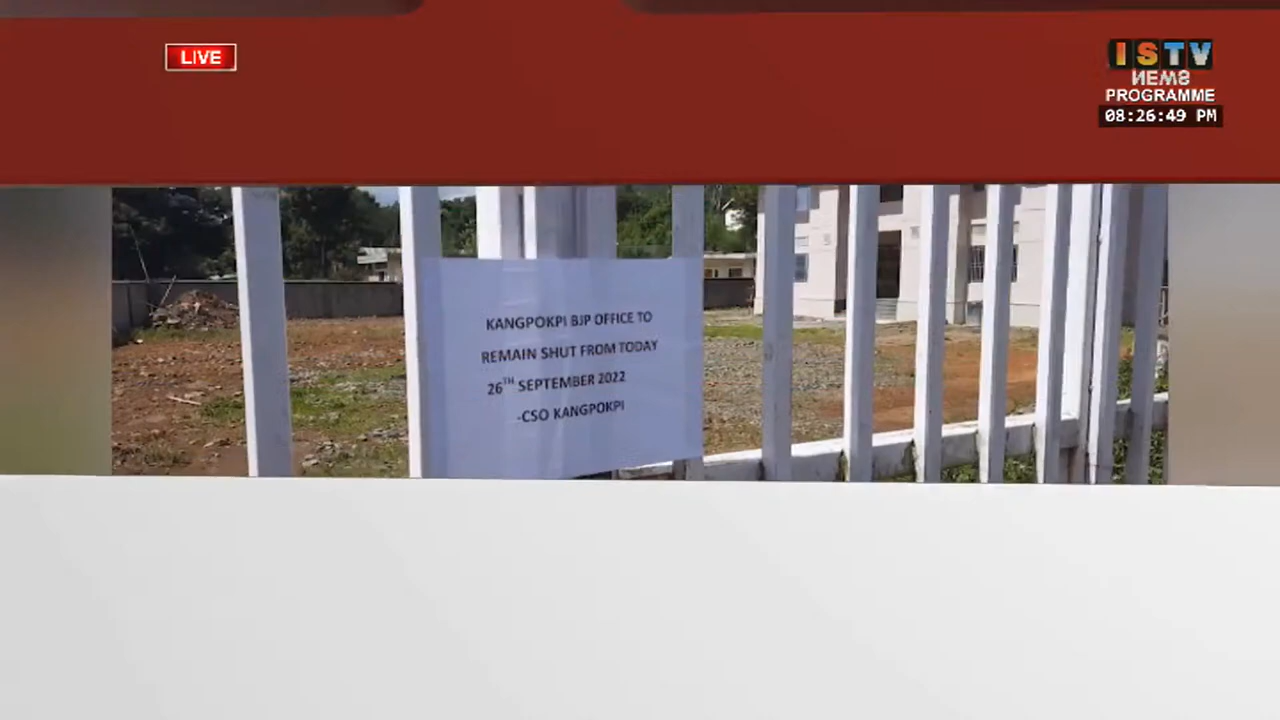 LIVE
ISTV
NEWS
PROGRAMME
08:26:49 PM
KANGPOKPI BJP OFFICE TO
REMAIN SHUT FROM TODAY
26TH SEPTEMBER 2022
-CSO KANGPOKPI